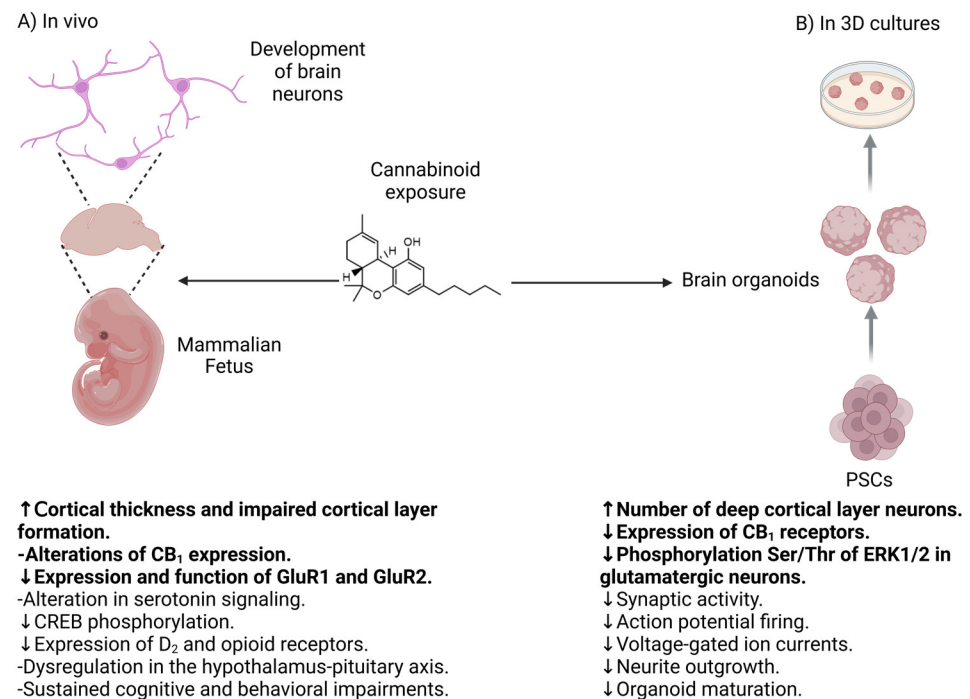 A) In vivo
B) In 3D cultures
Development
of brain
neurons
Cannabinoid
exposure
OH
H
H
O
Brain organoids
Mammalian
Fetus
PSCs
↑Cortical thickness and impaired cortical layer
formation.
-Alterations of CB₁ expression.
↓Expression and function of GluR1 and GluR2.
-Alteration in serotonin signaling.
↓CREB phosphorylation.
↓Expression of D₂ and opioid receptors.
-Dysregulation in the hypothalamus-pituitary axis.
-Sustained cognitive and behavioral impairments.
↑Number of deep cortical layer neurons.
↓Expression of CB₁ receptors.
↓Phosphorylation Ser/Thr of ERK1/2 in
glutamatergic neurons.
↓Synaptic activity.
↓Action potential firing.
↓Voltage-gated ion currents.
↓Neurite outgrowth.
↓Organoid maturation.